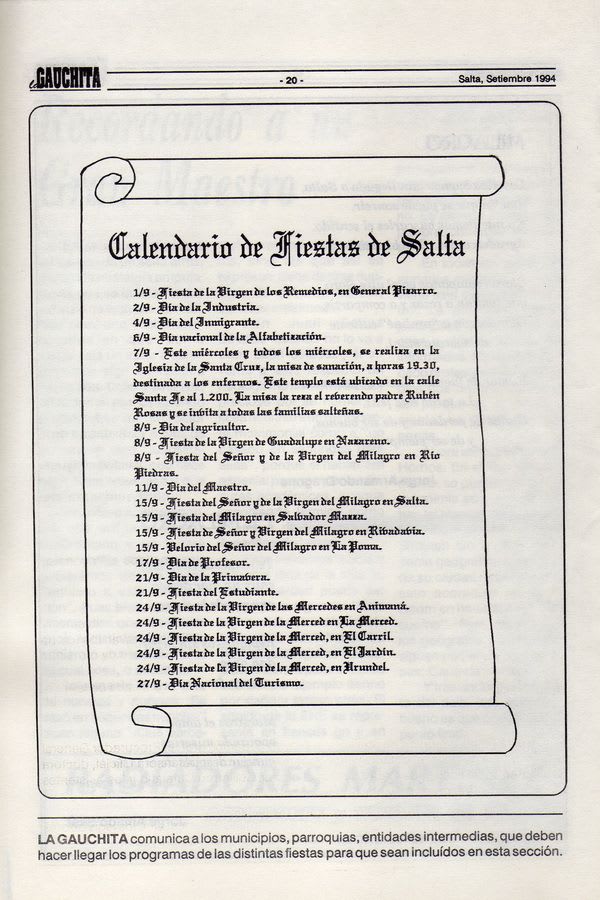 la GAUCHITA
- 20 -
Salta, Setiembre 1994
Calendario de Fiestas de Salta
1/9 - Fiesta de la Virgen de los Remedios, en General Pizarro.
2/9 - Día de la Industria.
4/9 - Día del Inmigrante.
6/9 - Día nacional de la Alfabetización.
7/9 - Este miércoles y todos los miércoles, se realiza en la
Iglesia de la Santa Cruz, la misa de sanación, a horas 19.30,
destinada a los enfermos. Este templo está ubicado en la calle
Santa Fe al 1.200. La misa la reza el reverendo padre Rubén
Rosas y se invita a todas las familias salteñas.
8/9 - Día del agricultor.
8/9 - Fiesta de la Virgen de Guadalupe en Nazareno.
8/9 - Fiesta del Señor y de la Virgen del Milagro en Río
Piedras.
11/9 - Día del Maestro.
15/9 - Fiesta del Señor y de la Virgen del Milagro en Salta.
15/9 - Fiesta del Milagro en Salvador Mazza.
15/9 - Fiesta de Señor y Virgen del Milagro en Rivadavia.
15/9 - Velorio del Señor del Milagro en La Poma.
17/9 - Día de Profesor.
21/9 - Día de la Primavera.
21/9 - Fiesta del Estudiante.
24/9 - Fiesta de la Virgen de las Mercedes en Animaná.
24/9 - Fiesta de la Virgen de la Merced en La Merced.
24/9 - Fiesta de la Virgen de la Merced, en El Carril.
24/9 - Fiesta de la Virgen de la Merced, en El Jardín.
24/9 - Fiesta de la Virgen de la Merced, en Urundel.
27/9 - Día Nacional del Turismo.
LA GAUCHITA comunica a los municipios, parroquias, entidades intermedias, que deben
hacer llegar los programas de las distintas fiestas para que sean incluídos en esta sección.